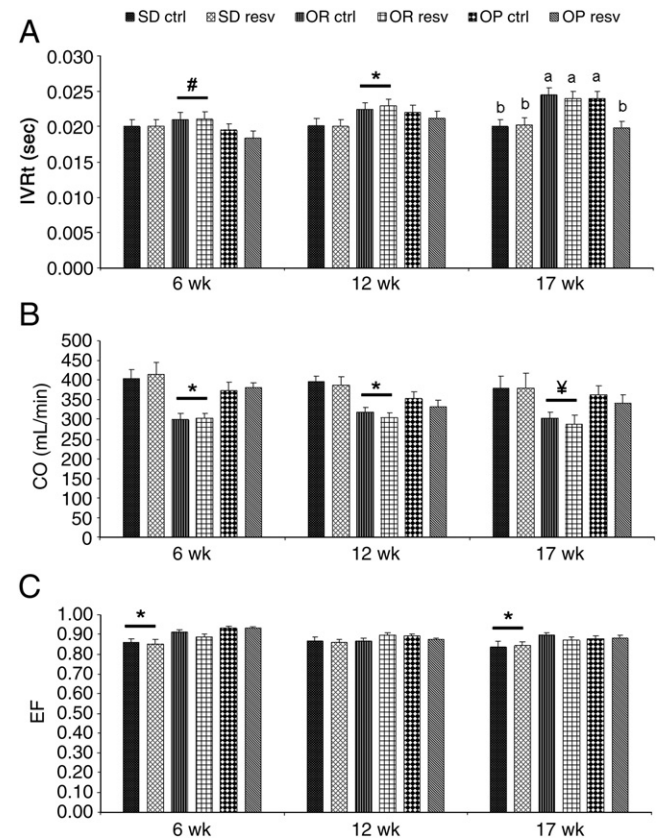 SD ctrl SD resv OR ctrl OR resv OP ctrl OP resv
A
IVRt (sec)
0.030
0.025
0.020
0.015
0.010
0.005
0.000
#
*
b b a a a b
6 wk 12 wk 17 wk
B
CO (mL/min)
500
450
400
350
300
250
200
150
100
50
0
* * ¥
6 wk 12 wk 17 wk
C
EF
1.00
0.90
0.80
0.70
0.60
0.50
0.40
0.30
0.20
0.10
0.00
* *
6 wk 12 wk 17 wk